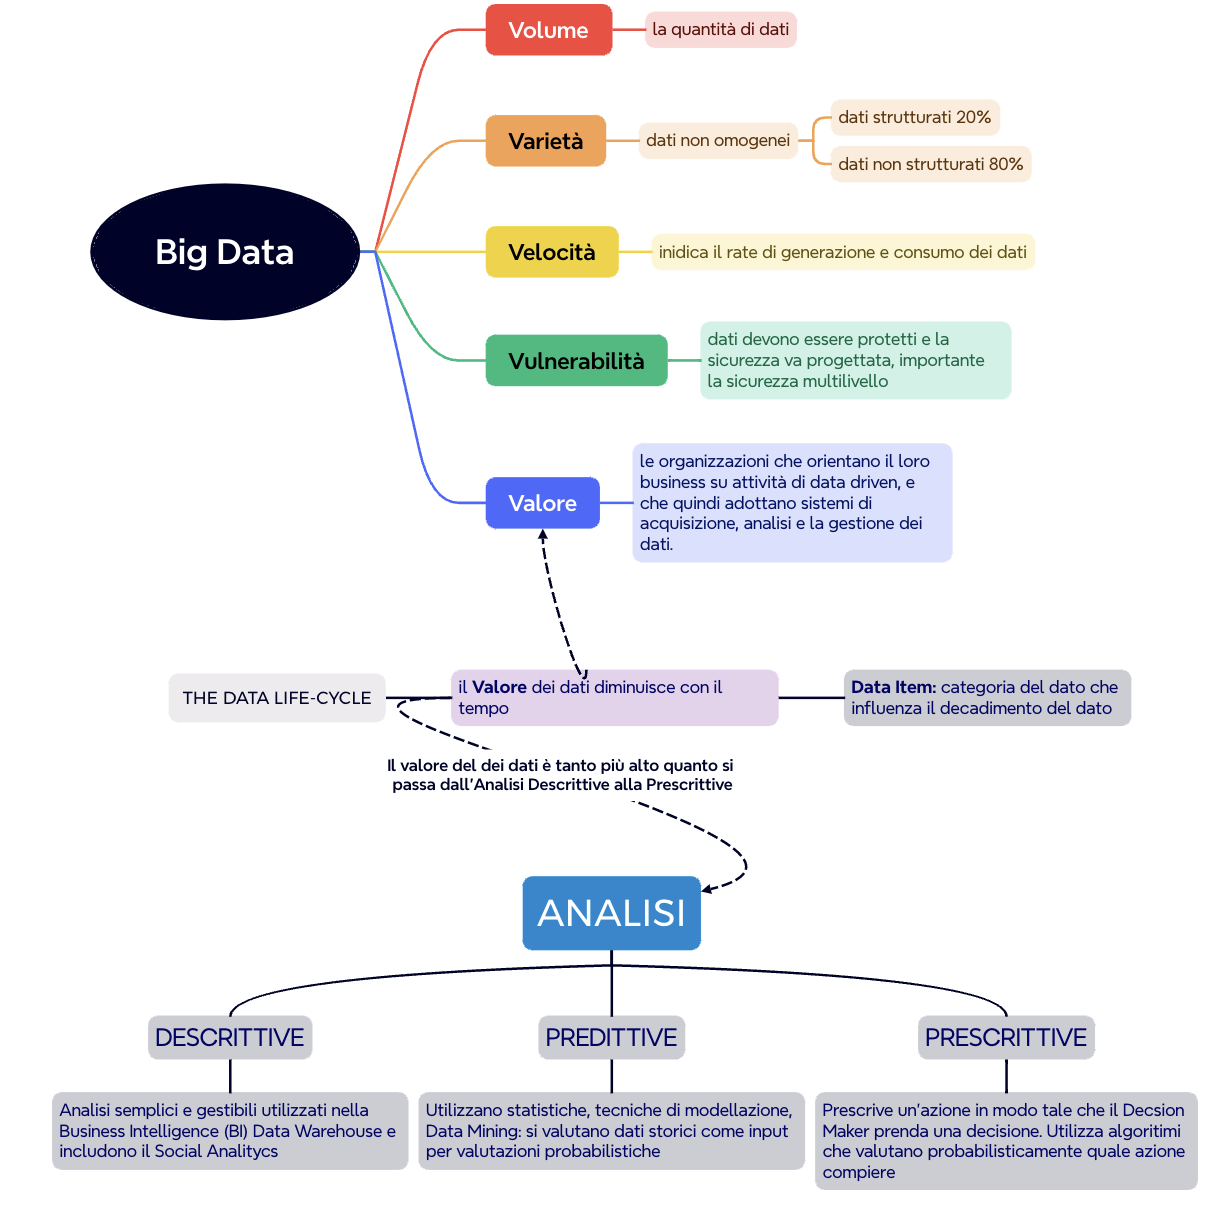 Volume
la quantità di dati
dati strutturati 20%
Varietà
dati non omogenei
dati non strutturati 80%
Big Data
Velocità
inidica il rate di generazione e consumo dei dati
Vulnerabilità
dati devono essere protetti e la
sicurezza va progettata, importante
la sicurezza multilivello
Valore
le organizzazioni che orientano il loro
business su attività di data driven, e
che quindi adottano sistemi di
acquisizione, analisi e la gestione dei
dati.
THE DATA LIFE-CYCLE
il Valore dei dati diminuisce con il
tempo
Data Item: categoria del dato che
influenza il decadimento del dato
Il valore del dei dati è tanto più alto quanto si
passa dall'Analisi Descrittive alla Prescrittive
ANALISI
DESCRITTIVE
PREDITTIVE
PRESCRITTIVE
Analisi semplici e gestibili utilizzati nella
Business Intelligence (BI) Data Warehouse e
includono il Social Analitycs
Utilizzano statistiche, tecniche di modellazione,
Data Mining: si valutano dati storici come input
per valutazioni probabilistiche
Prescrive un'azione in modo tale che il Decsion
Maker prenda una decisione. Utilizza algoritimi
che valutano probabilisticamente quale azione
compiere